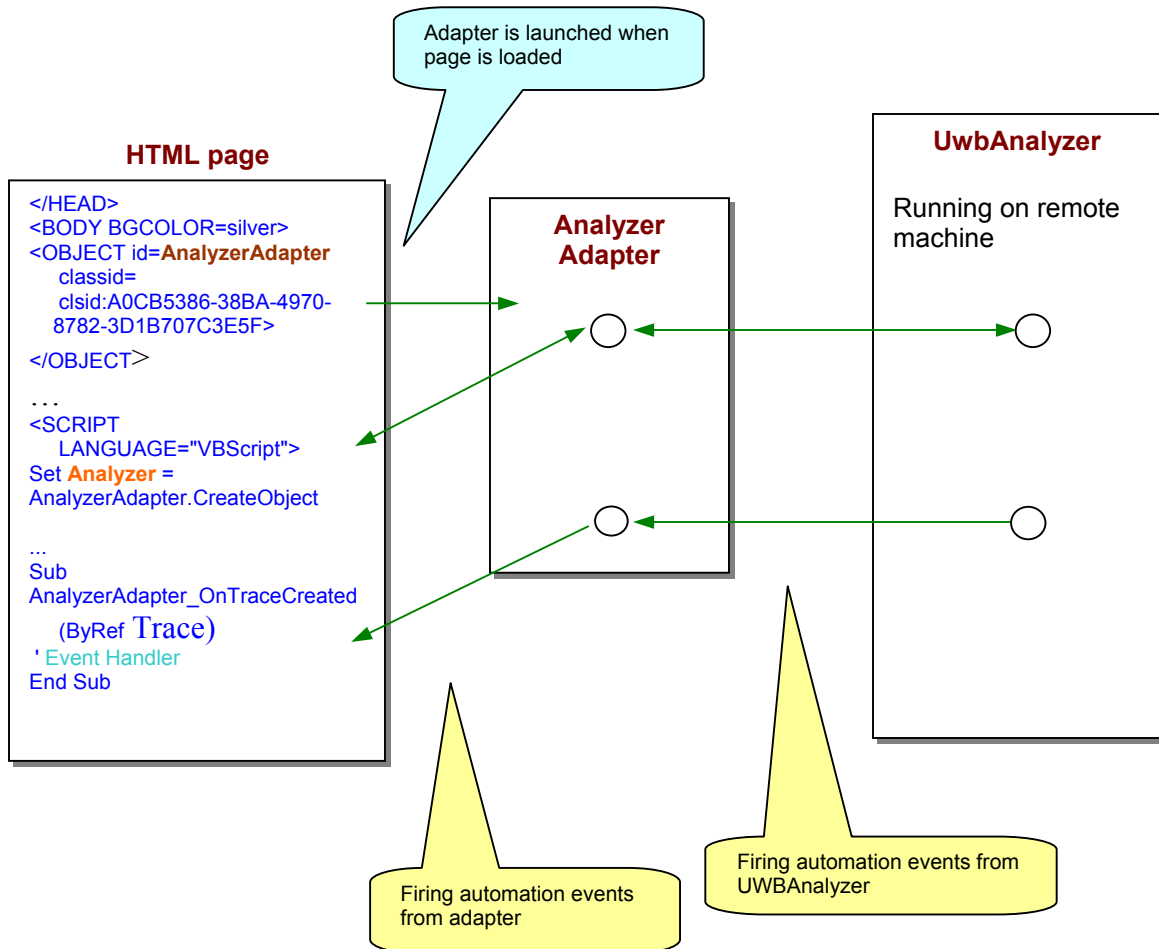 Adapter is launched when
page is loaded
HTML page
</HEAD>
<BODY BGCOLOR=silver>
<OBJECT id=AnalyzerAdapter
classid=
clsid:A0CB5386-38BA-4970-
8782-3D1B707C3E5F>
</OBJECT>
...
<SCRIPT
LANGUAGE="VBScript">
Set Analyzer =
AnalyzerAdapter.CreateObject
...
Sub
AnalyzerAdapter_OnTraceCreated
(ByRef Trace)
' Event Handler
End Sub
Analyzer
Adapter
UwbAnalyzer
Running on remote
machine
Firing automation events
from adapter
Firing automation events from
UWBAnalyzer